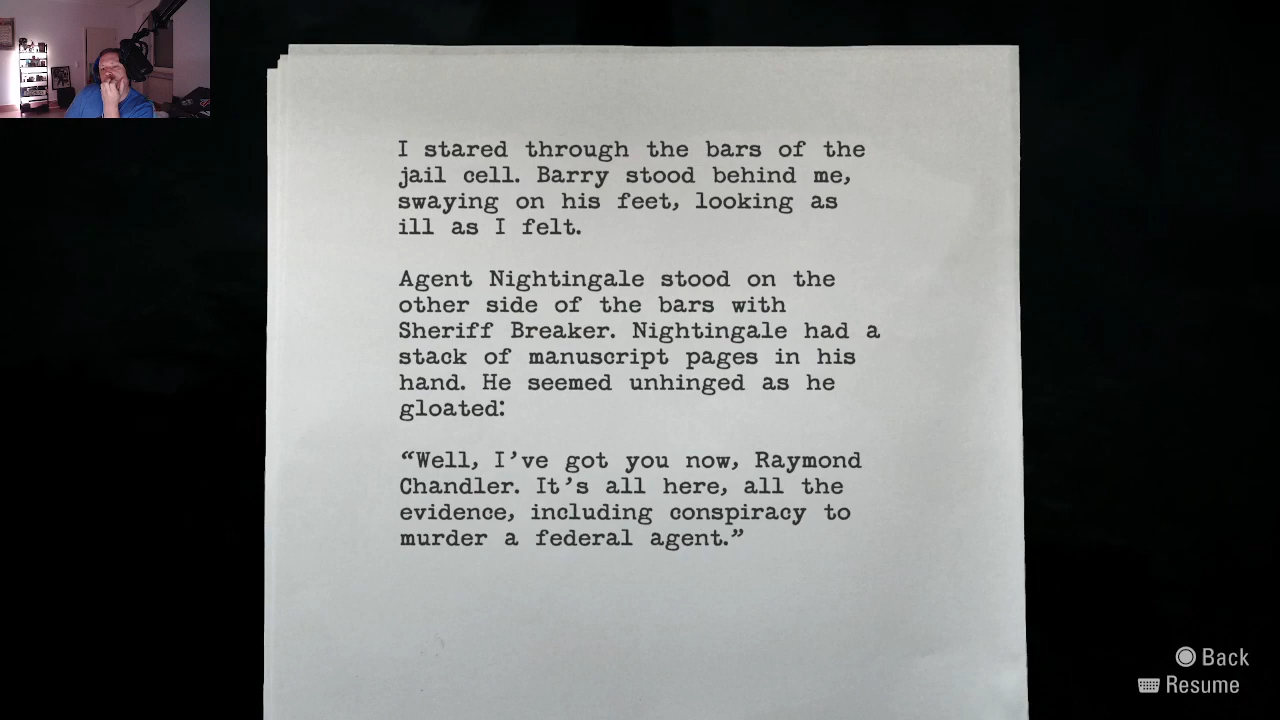 I stared through the bars of the
jail cell. Barry stood behind me,
swaying on his feet, looking as
ill as I felt.
Agent Nightingale stood on the
other side of the bars with
Sheriff Breaker. Nightingale had a
stack of manuscript pages in his
hand. He seemed unhinged as he
gloated:
“Well, I’ve got you now, Raymond
Chandler. It’s all here, all the
evidence, including conspiracy to
murder a federal agent.”
Back
Resume